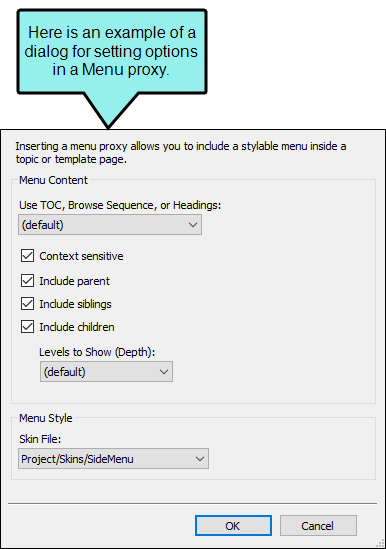 Here is an example of a
dialog for setting options
in a Menu proxy.
Inserting a menu proxy allows you to include a stylable menu inside a
topic or template page.
Menu Content
Use TOC, Browse Sequence, or Headings:
(default)
Context sensitive
Include parent
Include siblings
Include children
Levels to Show (Depth):
(default)
Menu Style
Skin File:
Project/Skins/SideMenu
OK
Cancel